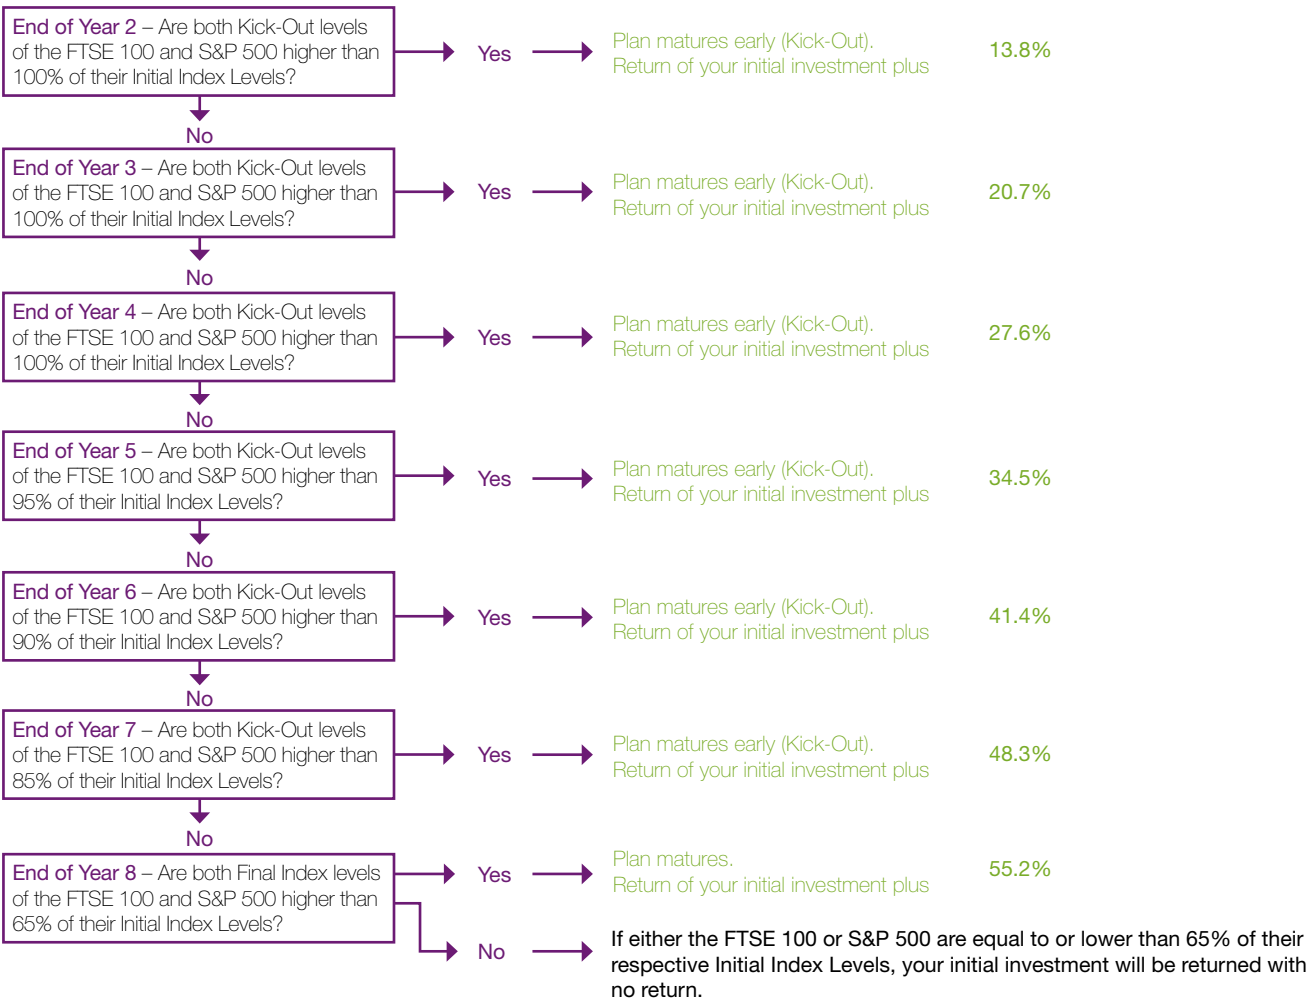 End of Year 2 – Are both Kick-Out levels
of the FTSE 100 and S&P 500 higher than
100% of their Initial Index Levels?
Yes
Plan matures early (Kick-Out).
Return of your initial investment plus
13.8%
No
End of Year 3 – Are both Kick-Out levels
of the FTSE 100 and S&P 500 higher than
100% of their Initial Index Levels?
Yes
Plan matures early (Kick-Out).
Return of your initial investment plus
20.7%
No
End of Year 4 – Are both Kick-Out levels
of the FTSE 100 and S&P 500 higher than
100% of their Initial Index Levels?
Yes
Plan matures early (Kick-Out).
Return of your initial investment plus
27.6%
No
End of Year 5 – Are both Kick-Out levels
of the FTSE 100 and S&P 500 higher than
95% of their Initial Index Levels?
Yes
Plan matures early (Kick-Out).
Return of your initial investment plus
34.5%
No
End of Year 6 – Are both Kick-Out levels
of the FTSE 100 and S&P 500 higher than
90% of their Initial Index Levels?
Yes
Plan matures early (Kick-Out).
Return of your initial investment plus
41.4%
No
End of Year 7 – Are both Kick-Out levels
of the FTSE 100 and S&P 500 higher than
85% of their Initial Index Levels?
Yes
Plan matures early (Kick-Out).
Return of your initial investment plus
48.3%
No
End of Year 8 – Are both Final Index levels
of the FTSE 100 and S&P 500 higher than
65% of their Initial Index Levels?
Yes
Plan matures.
Return of your initial investment plus
55.2%
No
If either the FTSE 100 or S&P 500 are equal to or lower than 65% of their
respective Initial Index Levels, your initial investment will be returned with
no return.